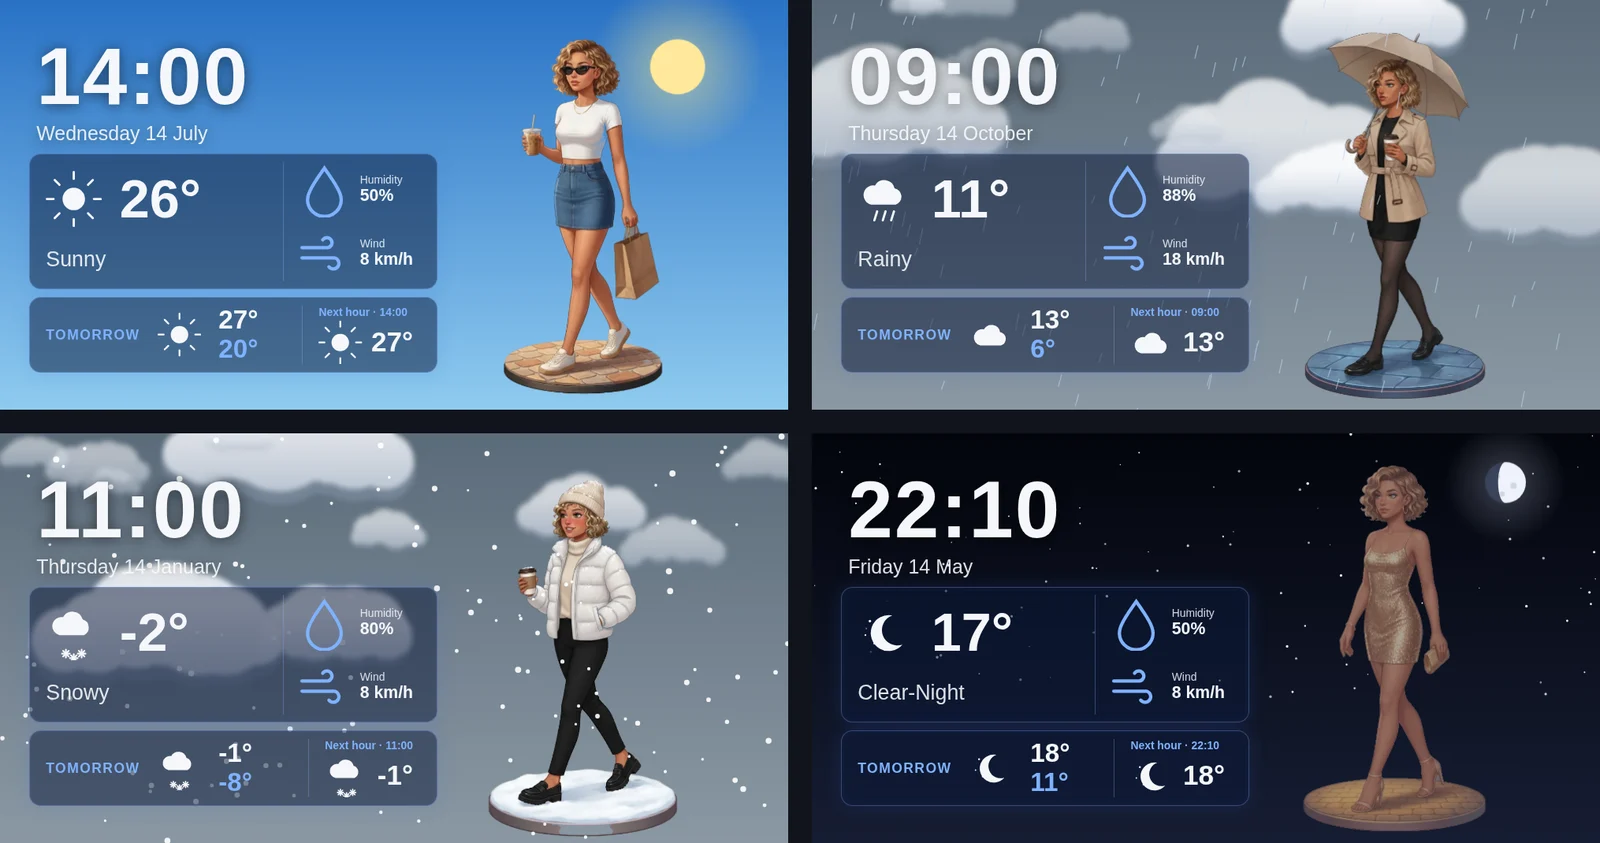 14:00
Wednesday 14 July
26°
Sunny
Humidity
50%
Wind
8 km/h
TOMORROW
27°
20°
Next hour · 14:00
27°
09:00
Thursday 14 October
11°
Rainy
Humidity
88%
Wind
18 km/h
TOMORROW
13°
6°
Next hour · 09:00
13°
11:00
Thursday 14 January
-2°
Snowy
Humidity
80%
Wind
8 km/h
TOMORROW
-1°
-8°
Next hour · 11:00
-1°
22:10
Friday 14 May
17°
Clear-Night
Humidity
50%
Wind
8 km/h
TOMORROW
18°
11°
Next hour · 22:10
18°